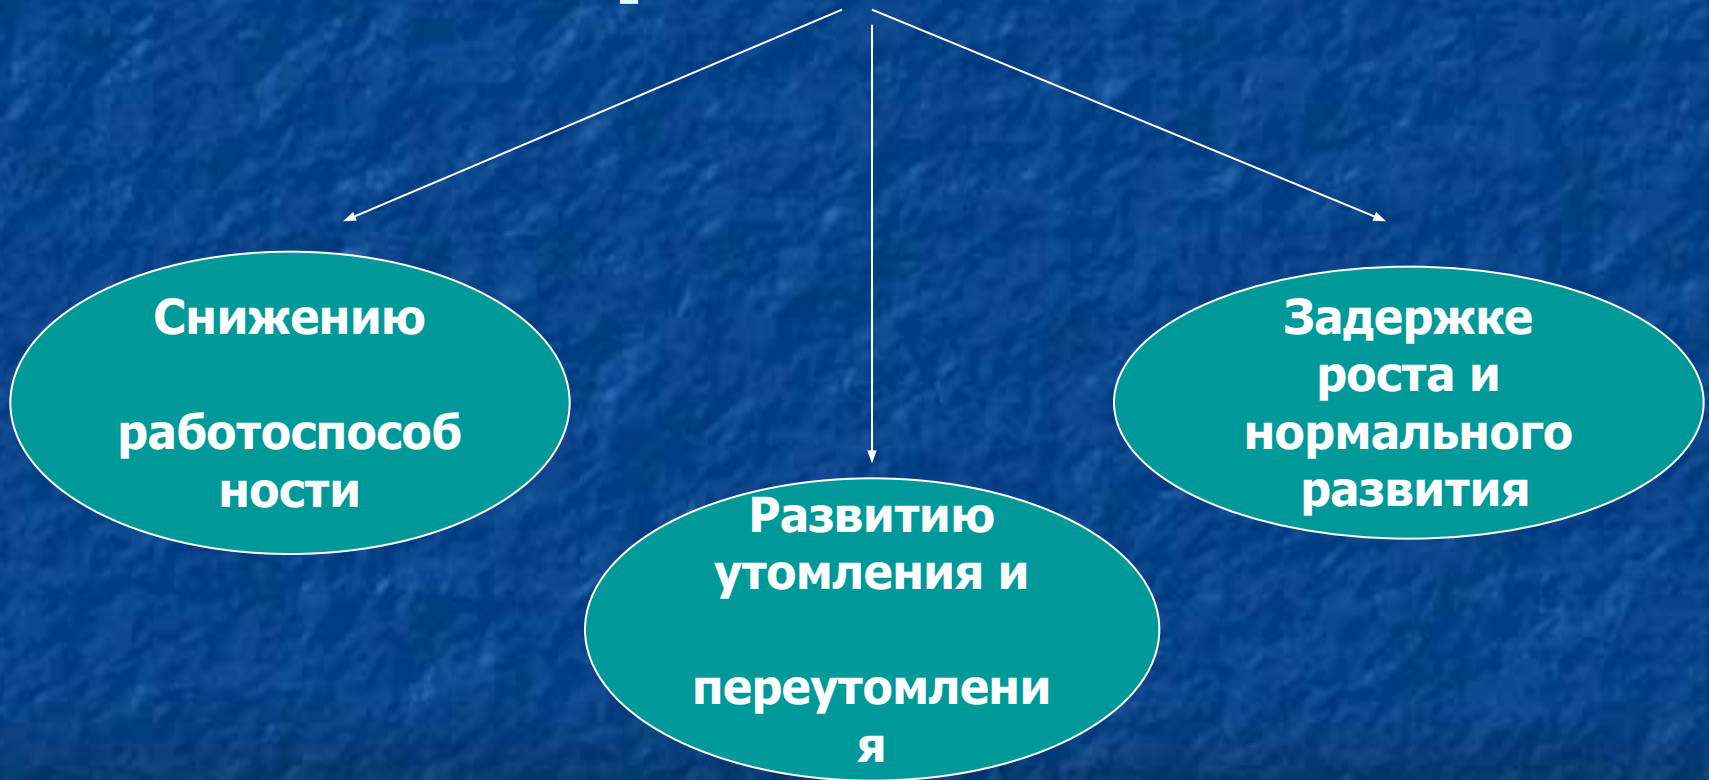 Снижению
работоспособ
ности
Развитию
утомления и
переутомлени
я
Задержке
роста и
нормального
развития